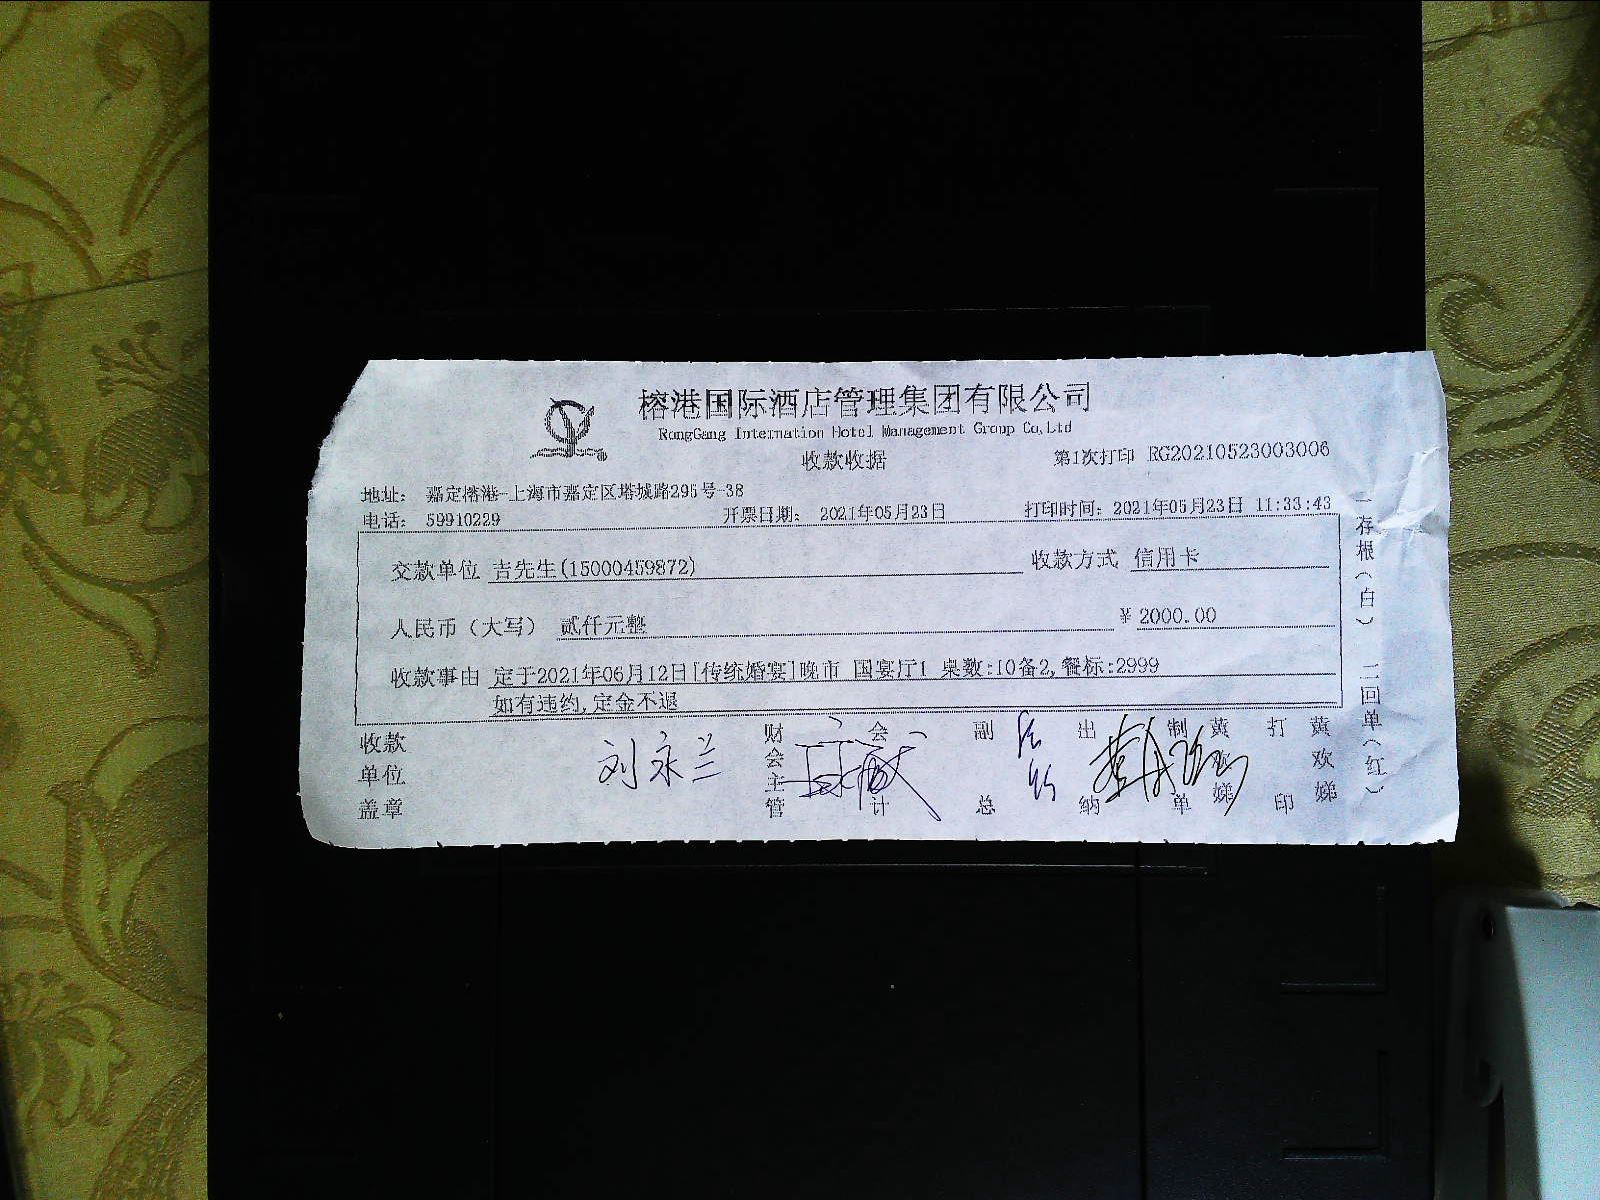 榕港国际酒店管理集团有限公司
RongGang Internation Hotel Management Group Co,Ltd
收款收据
第1次打印 RG20210523003006
地址： 嘉定榕港-上海市嘉定区塔城路295号-38
电话： 59910229 开票日期： 2021年05月23日 打印时间：2021年05月23日 11:33:43
交款单位 吉先生(15000459872) 收款方式 信用卡
人民币（大写） 贰仟元整 ￥ 2000.00
收款事由 定于2021年06月12日[传统婚宴]晚市 国宴厅1 桌数:10备2,餐标:2999
如有违约,定金不退
收款单位盖章 刘永兰 财会主管 会计 副总 出纳 制单 黄欢娣 打印 黄欢娣
一存根（白） 二回单（红）